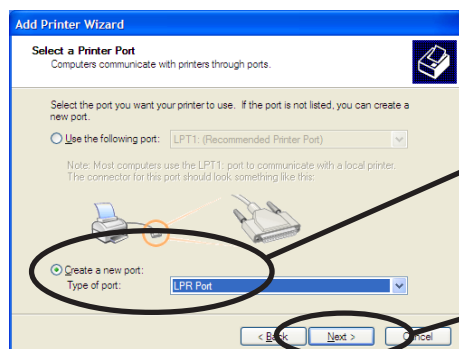 Add Printer Wizard
Select a Printer Port
Computers communicate with printers through ports.
Select the port you want your printer to use. If the port is not listed, you can create a
new port.
Use the following port: LPT1: (Recommended Printer Port)
Note: Most computers use the LPT1: port to communicate with a local printer.
The connector for this port should look something like this:
Create a new port:
Type of port: LPR Port
< Back Next > Cancel